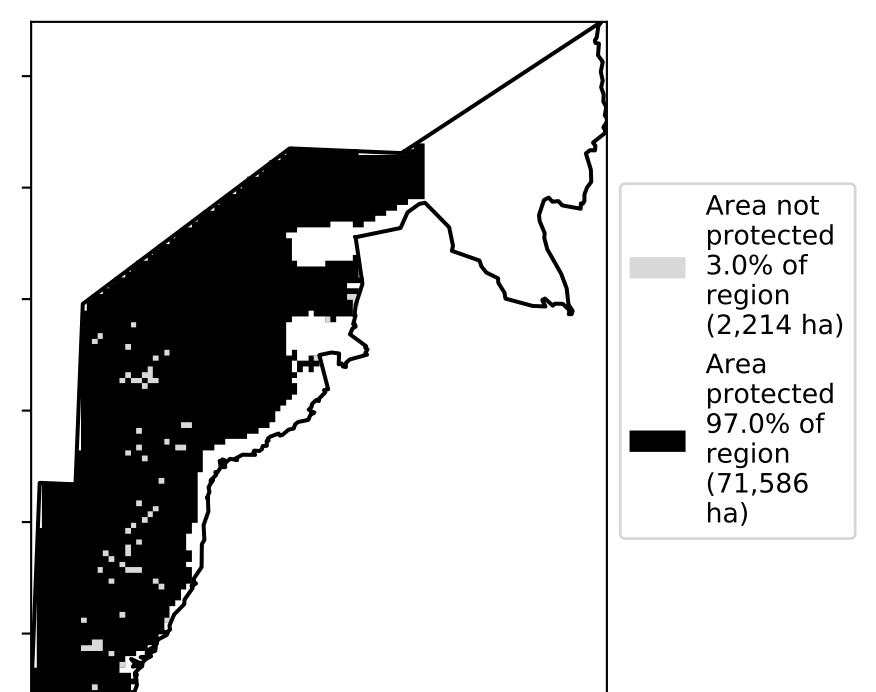 Area not
protected
3.0% of
region
(2,214 ha)
Area
protected
97.0% of
region
(71,586
ha)